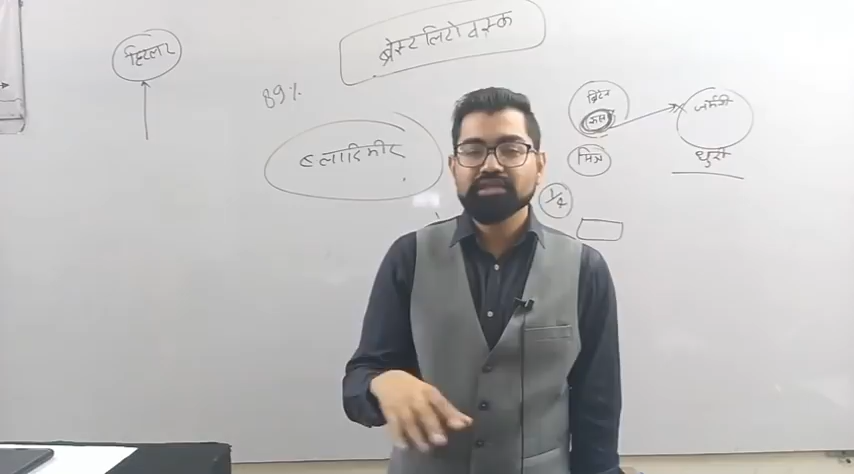 ब्रेस्ट लिटोवस्क
हिटलर
89%
ब्लादिमीर
ब्रिटेन
रूस
जर्मनी
मित्र
धुरी
1/4